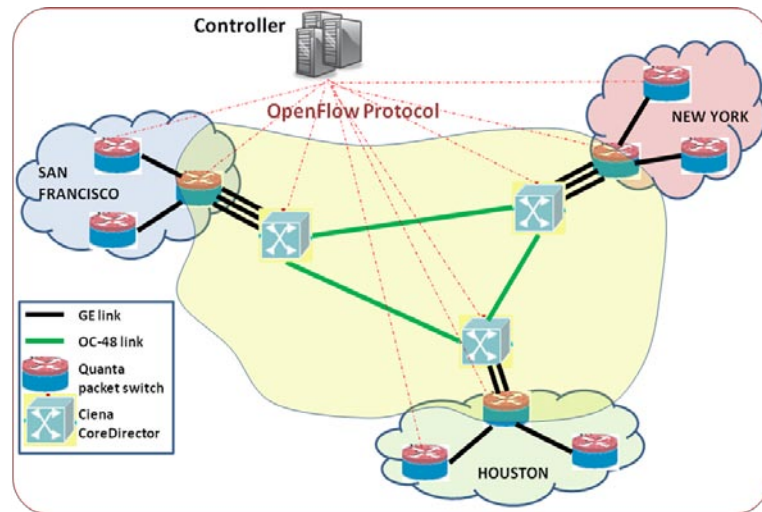 Controller
OpenFlow Protocol
NEW YORK
SAN
FRANCISCO
GE link
OC-48 link
Quanta
packet switch
Ciena
CoreDirector
HOUSTON